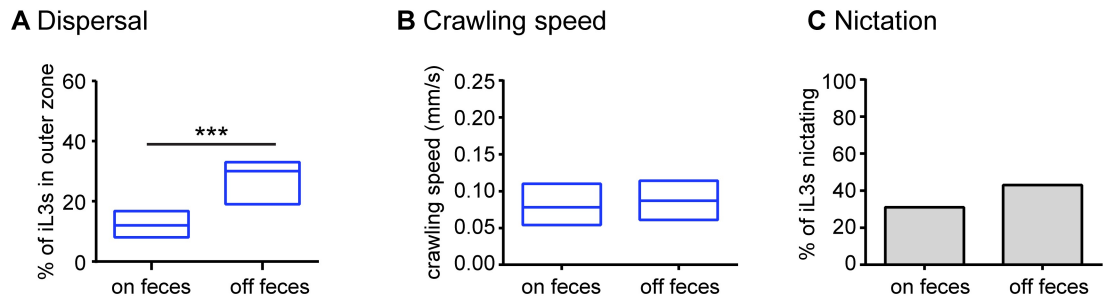 A Dispersal
% of iL3s in outer zone
60
40
20
0
***
on feces
off feces
B Crawling speed
crawling speed (mm/s)
0.25
0.20
0.15
0.10
0.05
0.00
on feces
off feces
C Nictation
% of iL3s nictating
100
80
60
40
20
0
on feces
off feces